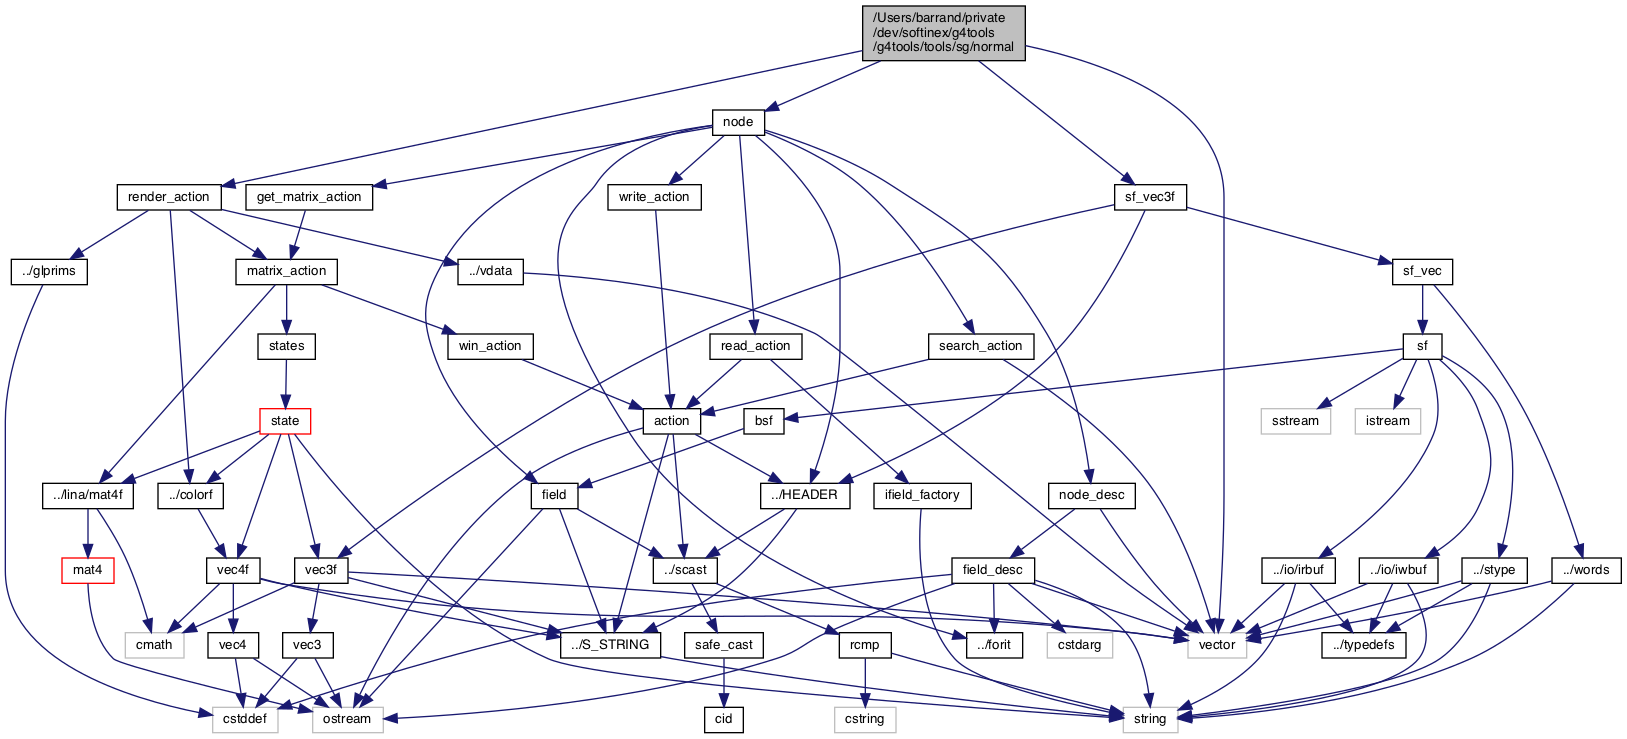 /Users/barrand/private
/dev/softinex/g4tools
/g4tools/tools/sg/normal
node
render_action
get_matrix_action
write_action
sf_vec3f
../glprims
matrix_action
../vdata
sf_vec
states
win_action
read_action
search_action
sf
state
action
bsf
sstream
istream
../lina/mat4f
../colorf
field
../HEADER
ifield_factory
node_desc
mat4
vec4f
vec3f
../scast
field_desc
../io/irbuf
../io/iwbuf
../stype
../words
cmath
vec4
vec3
../S_STRING
safe_cast
rcmp
../forit
cstdarg
vector
../typedefs
cstddef
ostream
cid
cstring
string